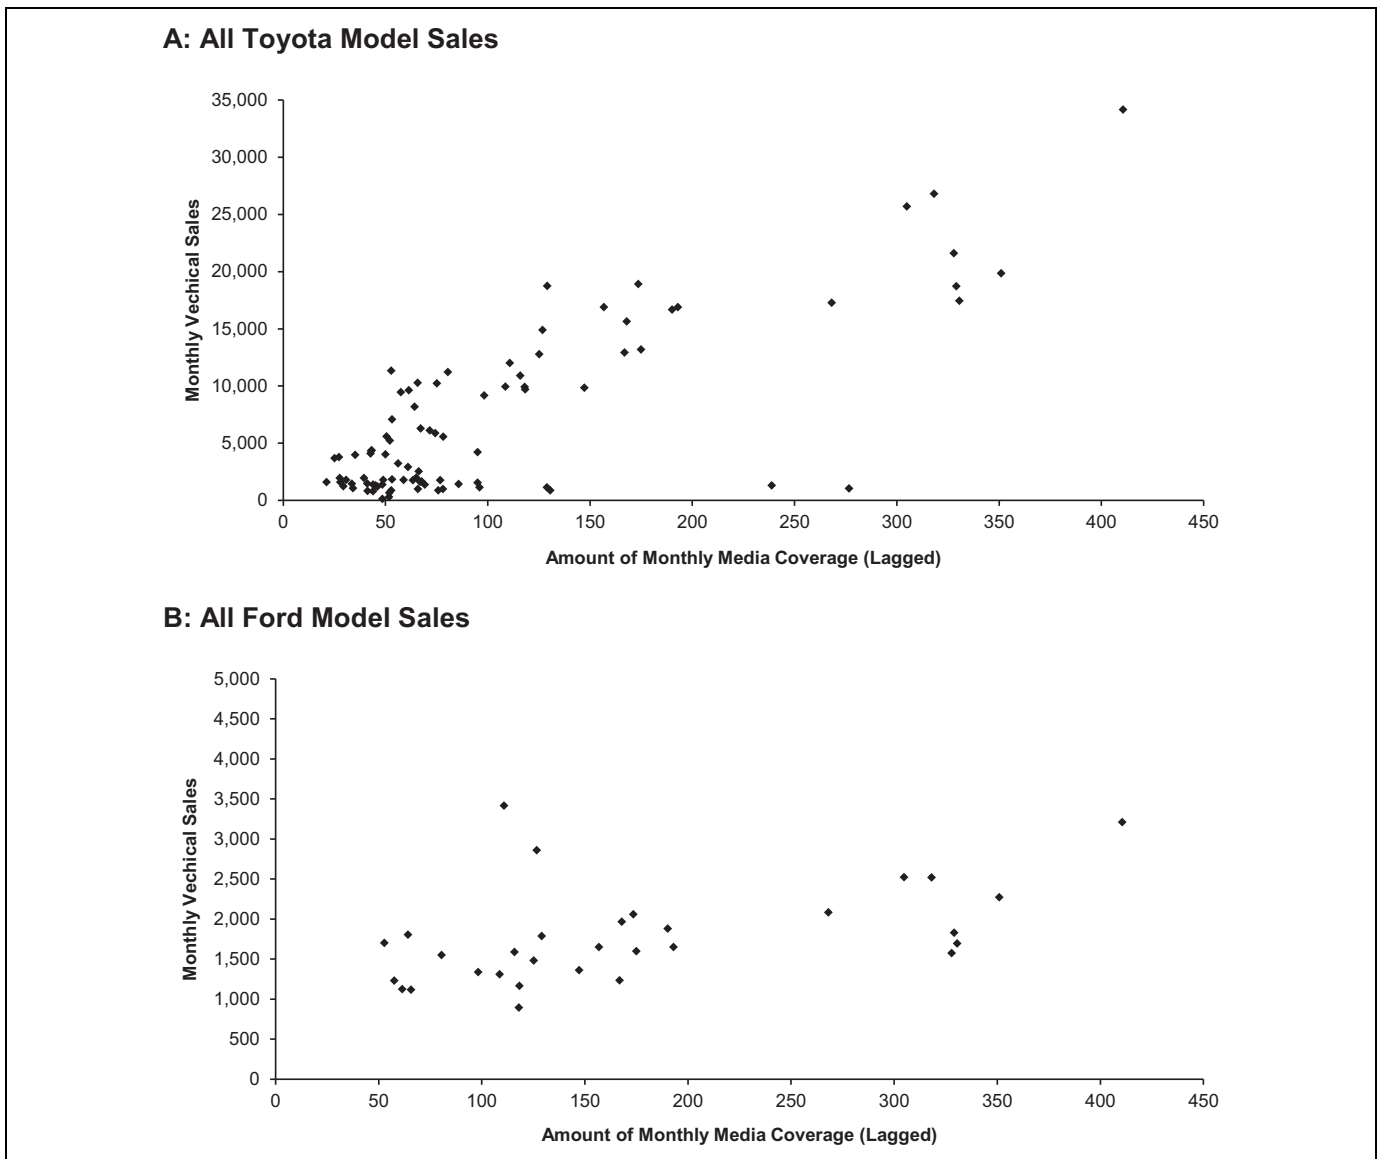 A: All Toyota Model Sales
35,000
30,000
25,000
20,000
15,000
10,000
5,000
0
Monthly Vechical Sales
0 50 100 150 200 250 300 350 400 450
Amount of Monthly Media Coverage (Lagged)
B: All Ford Model Sales
5,000
4,500
4,000
3,500
3,000
2,500
2,000
1,500
1,000
500
0
Monthly Vechical Sales
0 50 100 150 200 250 300 350 400 450
Amount of Monthly Media Coverage (Lagged)